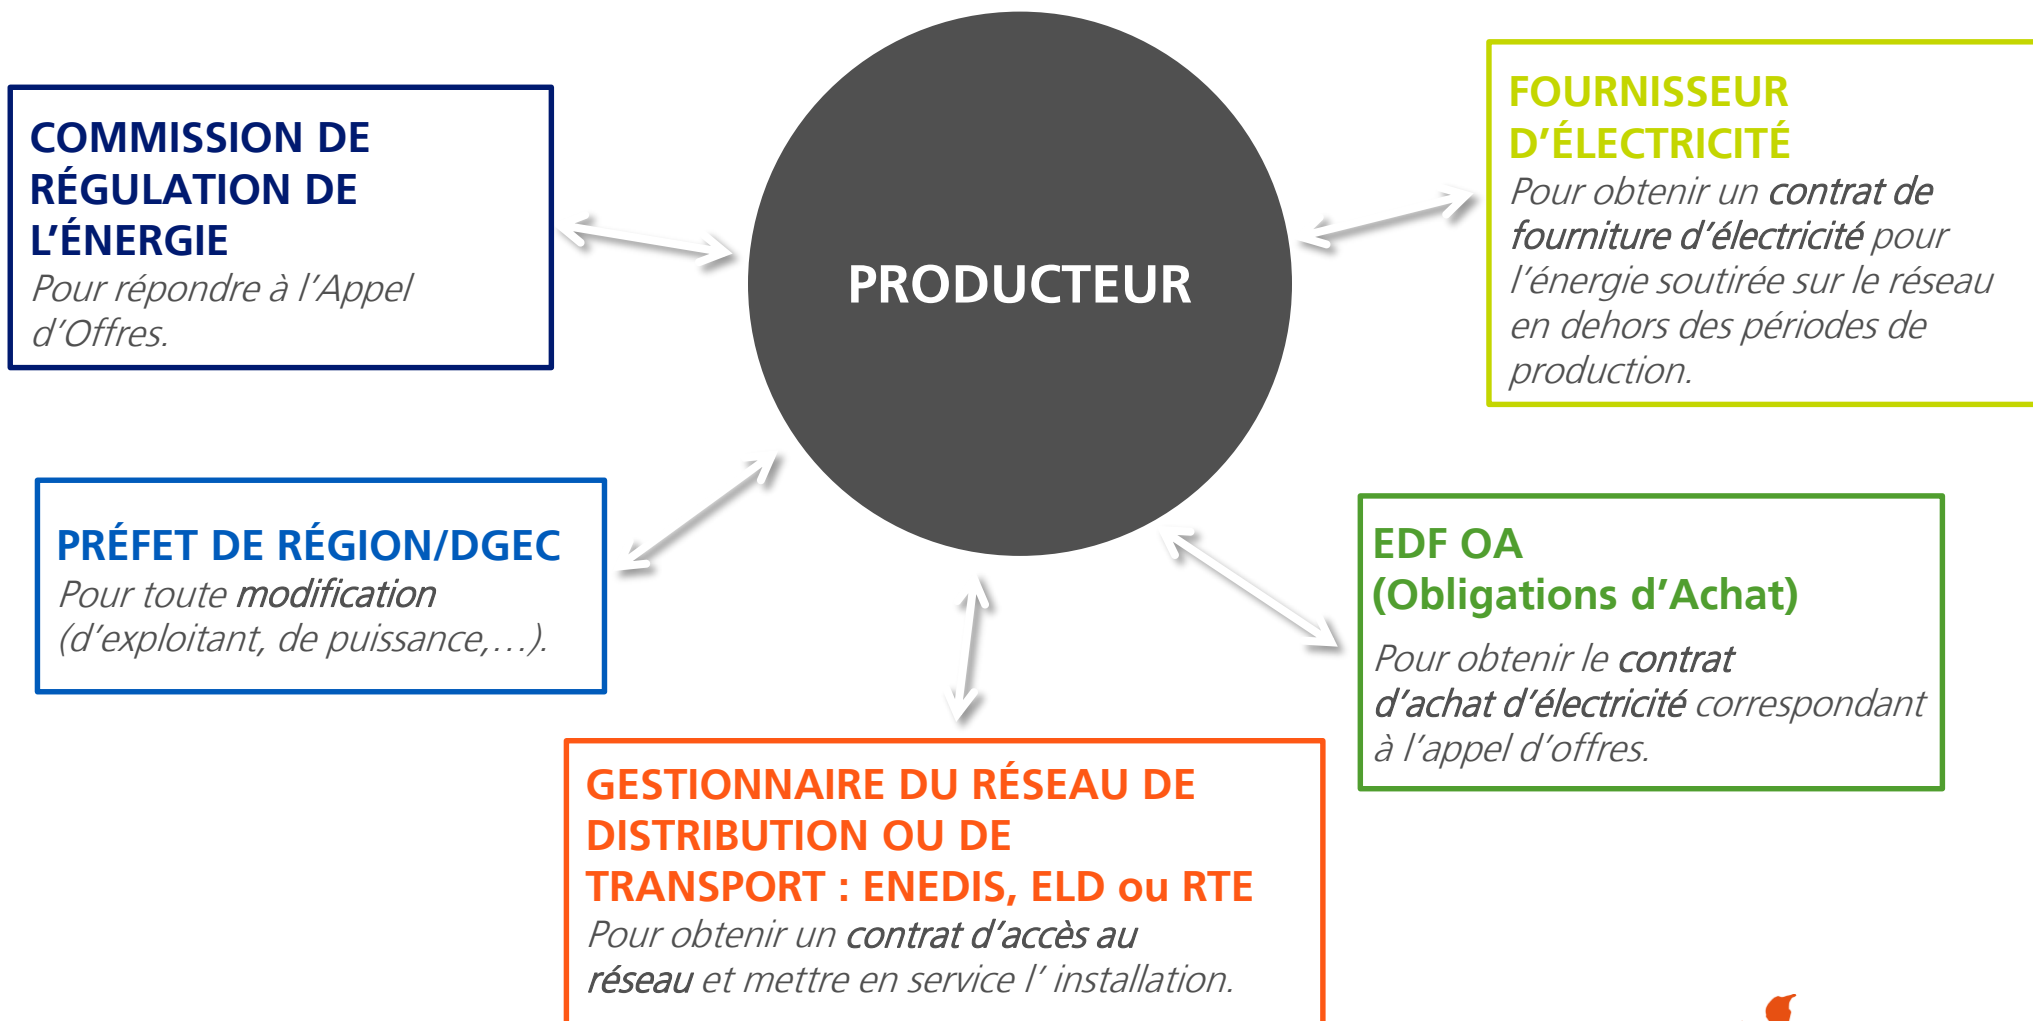 COMMISSION DE
RÉGULATION DE
L’ÉNERGIE
Pour répondre à l’Appel
d’Offres.
PRODUCTEUR
FOURNISSEUR
D’ÉLECTRICITÉ
Pour obtenir un contrat de
fourniture d’électricité pour
l’énergie soutirée sur le réseau
en dehors des périodes de
production.
PRÉFET DE RÉGION/DGEC
Pour toute modification
(d’exploitant, de puissance,…).
EDF OA
(Obligations d’Achat)
Pour obtenir le contrat
d’achat d’électricité correspondant
à l’appel d’offres.
GESTIONNAIRE DU RÉSEAU DE
DISTRIBUTION OU DE
TRANSPORT : ENEDIS, ELD ou RTE
Pour obtenir un contrat d’accès au
réseau et mettre en service l’ installation.